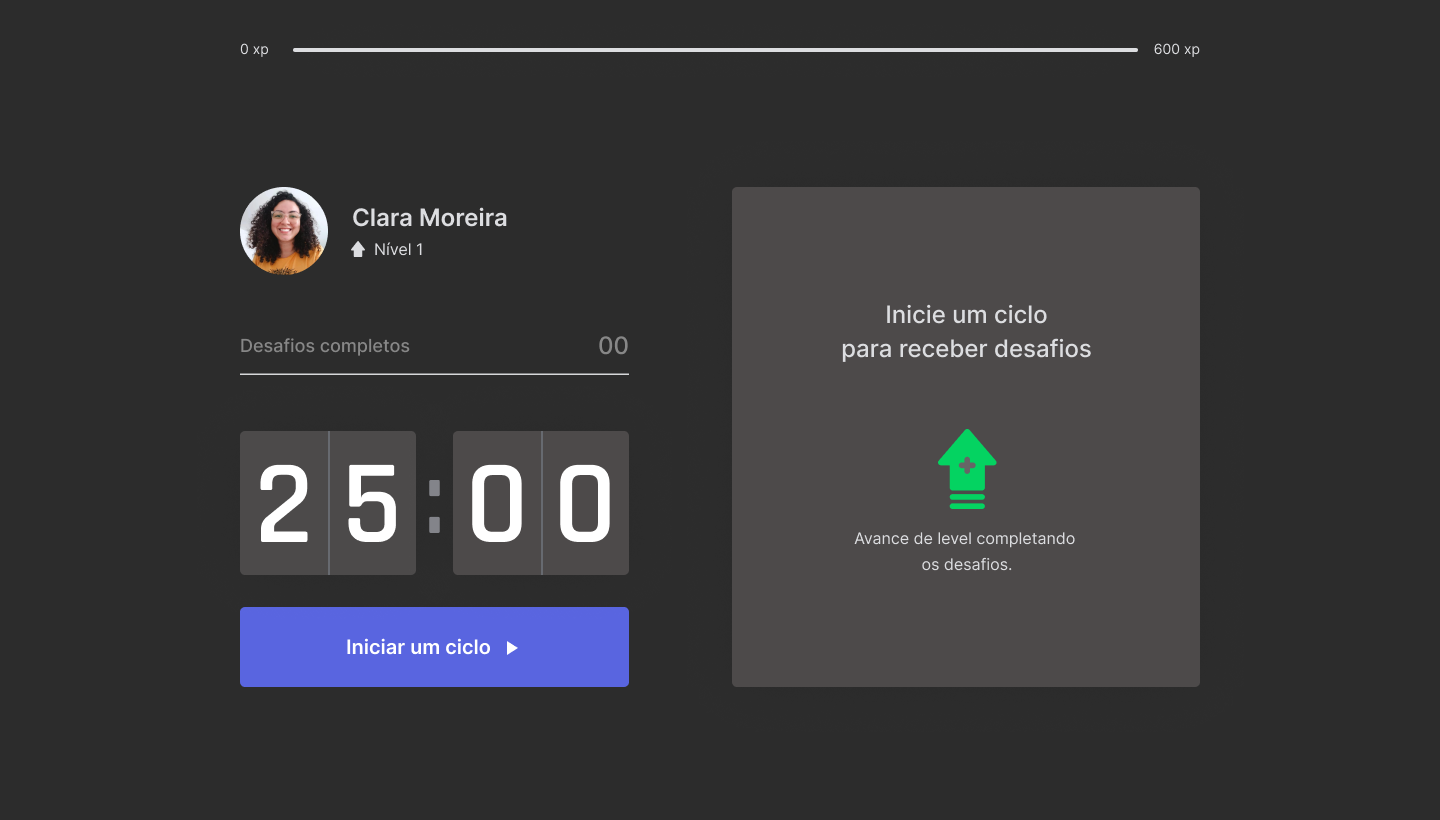 0 xp
600 xp
Clara Moreira
Nível 1
Desafios completos
00
25:00
Iniciar um ciclo
Inicie um ciclo
para receber desafios
Avance de level completando
os desafios.